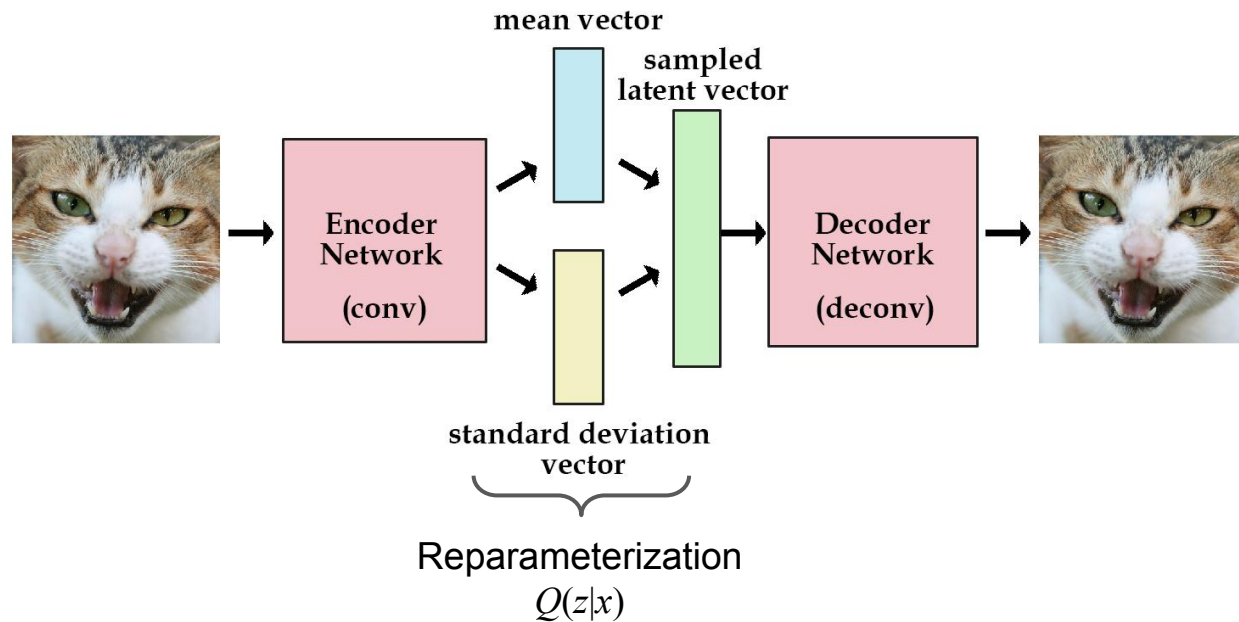 mean vector
sampled
latent vector
Encoder
Network
(conv)
Decoder
Network
(deconv)
standard deviation
vector
Reparameterization
Q(z|x)